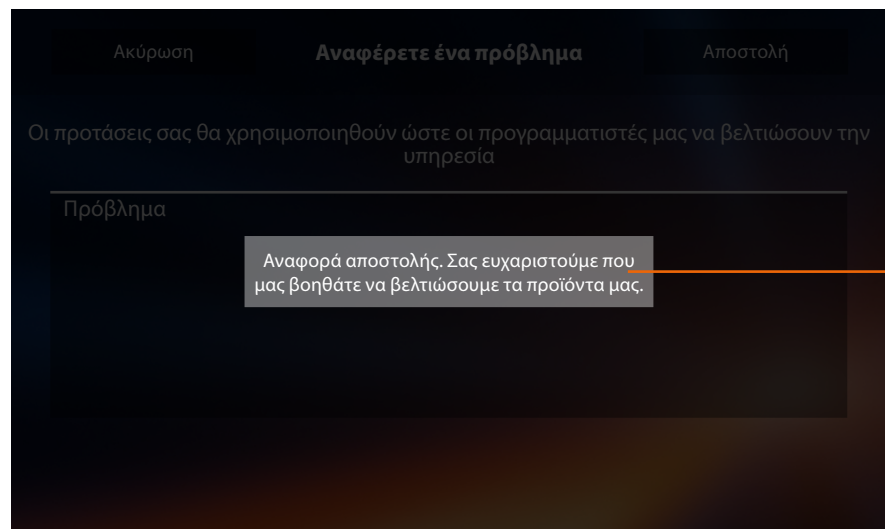 Ακύρωση
Αναφέρετε ένα πρόβλημα
Αποστολή
Οι προτάσεις σας θα χρησιμοποιηθούν ώστε οι προγραμματιστές μας να βελτιώσουν την
υπηρεσία
Πρόβλημα
Αναφορά αποστολής. Σας ευχαριστούμε που
μας βοηθάτε να βελτιώσουμε τα προϊόντα μας.